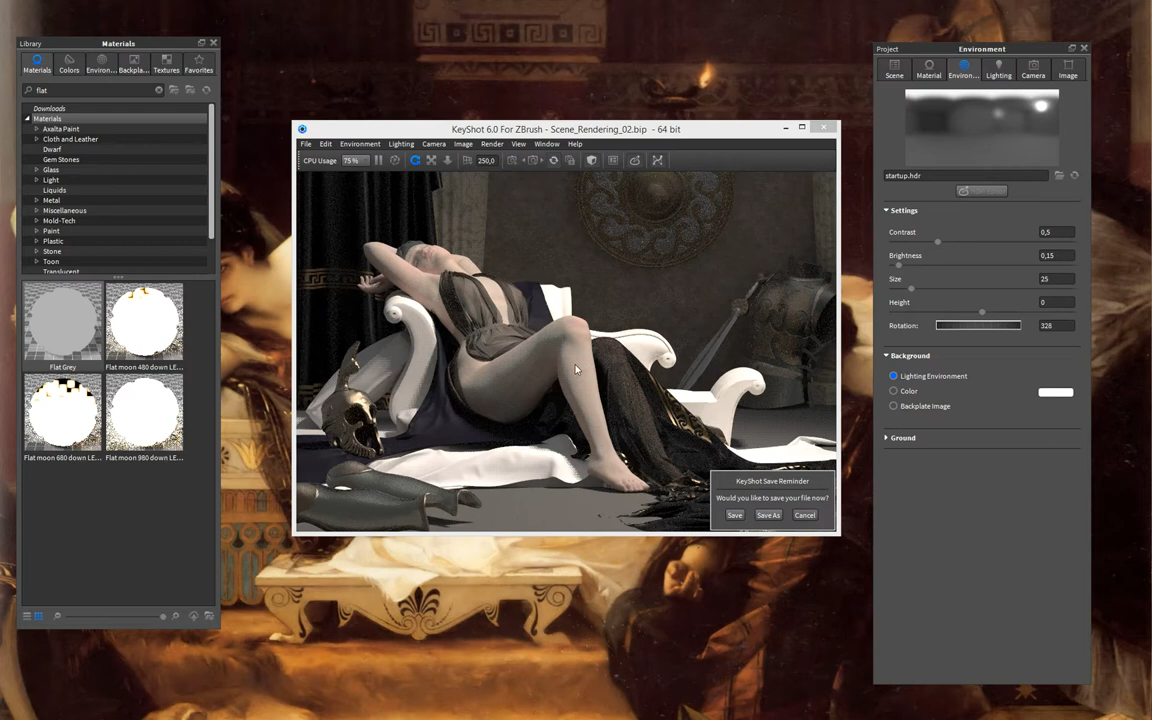 Library
Materials
Materials
Colors
Environ...
Backpla...
Textures
Favorites
flat
Downloads
Materials
Axalta Paint
Cloth and Leather
Dwarf
Gem Stones
Glass
Light
Liquids
Metal
Miscellaneous
Mold-Tech
Paint
Plastic
Stone
Toon
Translucent
Flat Grey
Flat moon 480 down LE...
Flat moon 680 down LE...
Flat moon 980 down LE...
KeyShot 6.0 For ZBrush - Scene_Rendering_02.bip - 64 bit
File Edit Environment Lighting Camera Image Render View Window Help
CPU Usage 75 % 250,0
KeyShot Save Reminder
Would you like to save your file now?
Save Save As Cancel
Project
Environment
Scene
Material
Environ...
Lighting
Camera
Image
startup.hdr
Settings
Contrast 0,5
Brightness 0,15
Size 25
Height 0
Rotation: 328
Background
Lighting Environment
Color
Backplate Image
Ground